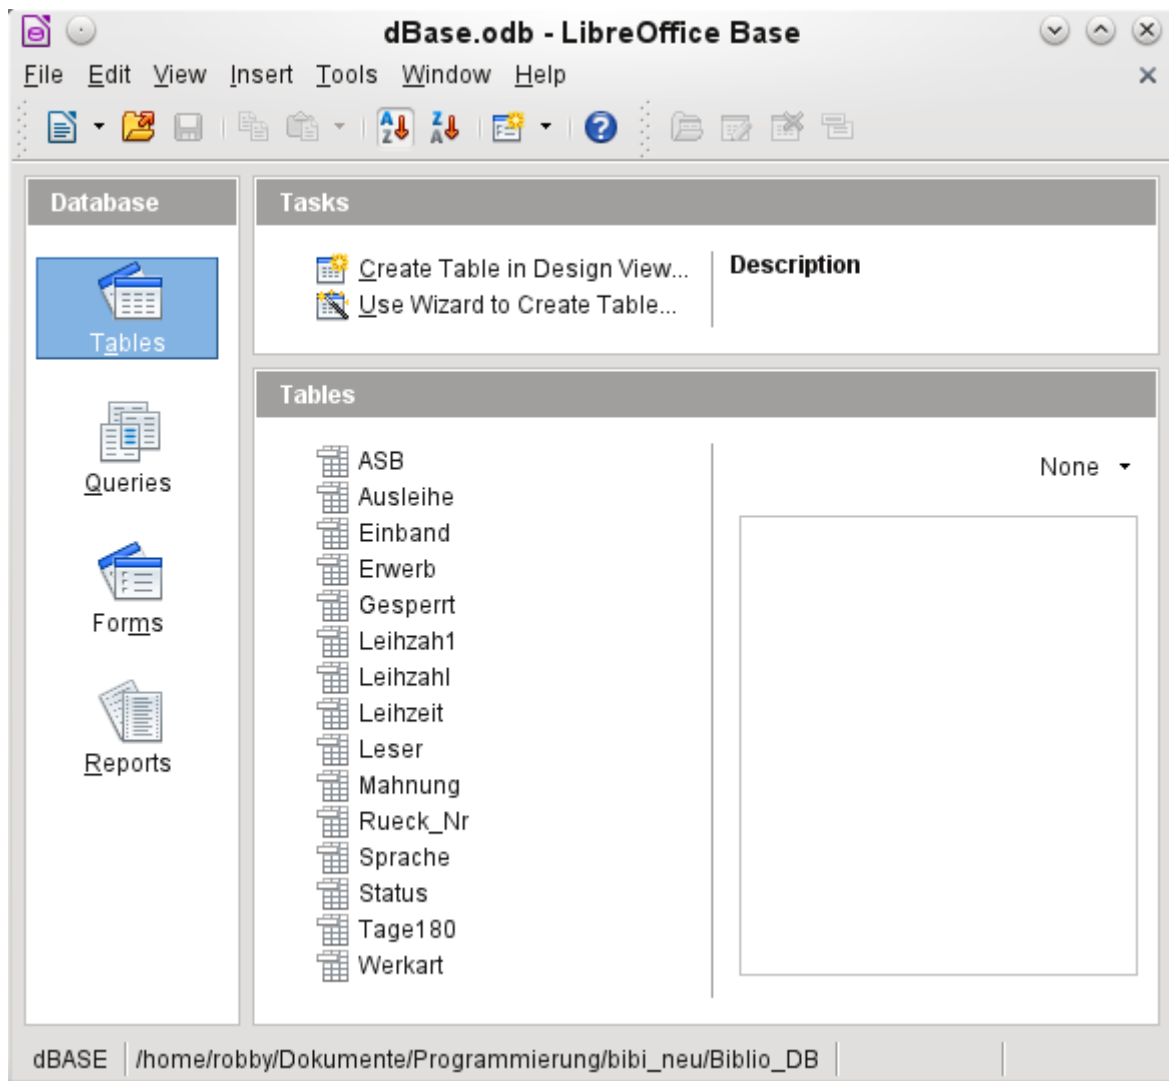 dBase.odb - LibreOffice Base
File Edit View Insert Tools Window Help
Database
Tables
Queries
Forms
Reports
Tasks
Create Table in Design View...
Use Wizard to Create Table...
Description
Tables
ASB
Ausleihe
Einband
Erwerb
Gesperrt
Leihzah1
Leihzahl
Leihzeit
Leser
Mahnung
Rueck_Nr
Sprache
Status
Tage180
Werkart
None
dBASE /home/robby/Dokumente/Programmierung/bibi_neu/Biblio_DB